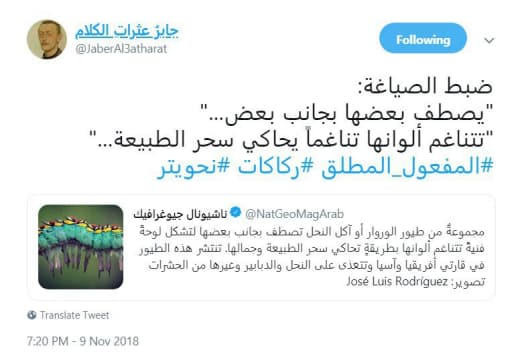 جابرُ عثراتِ الكلام
@JaberAl3atharat
Following
ضبط الصياغة:
"يصطف بعضها بجانب بعض..."
"تتناغم ألوانها تناغماً يحاكي سحر الطبيعة..."
#المفعول_المطلق #ركاكات #نحويتر
ناشيونال جيوغرافيك @NatGeoMagArab
مجموعةٌ من طيور الوروار أو آكل النحل تصطف بجانب بعضها لتشكل لوحةً
فنيةً تتناغم ألوانها بطريقةٍ تحاكي سحر الطبيعة وجمالها. تنتشر هذه الطيور
في قارتي أفريقيا وآسيا وتتغذى على النحل والدبابير وغيرها من الحشرات
تصوير: José Luis Rodríguez
Translate Tweet
7:20 PM - 9 Nov 2018